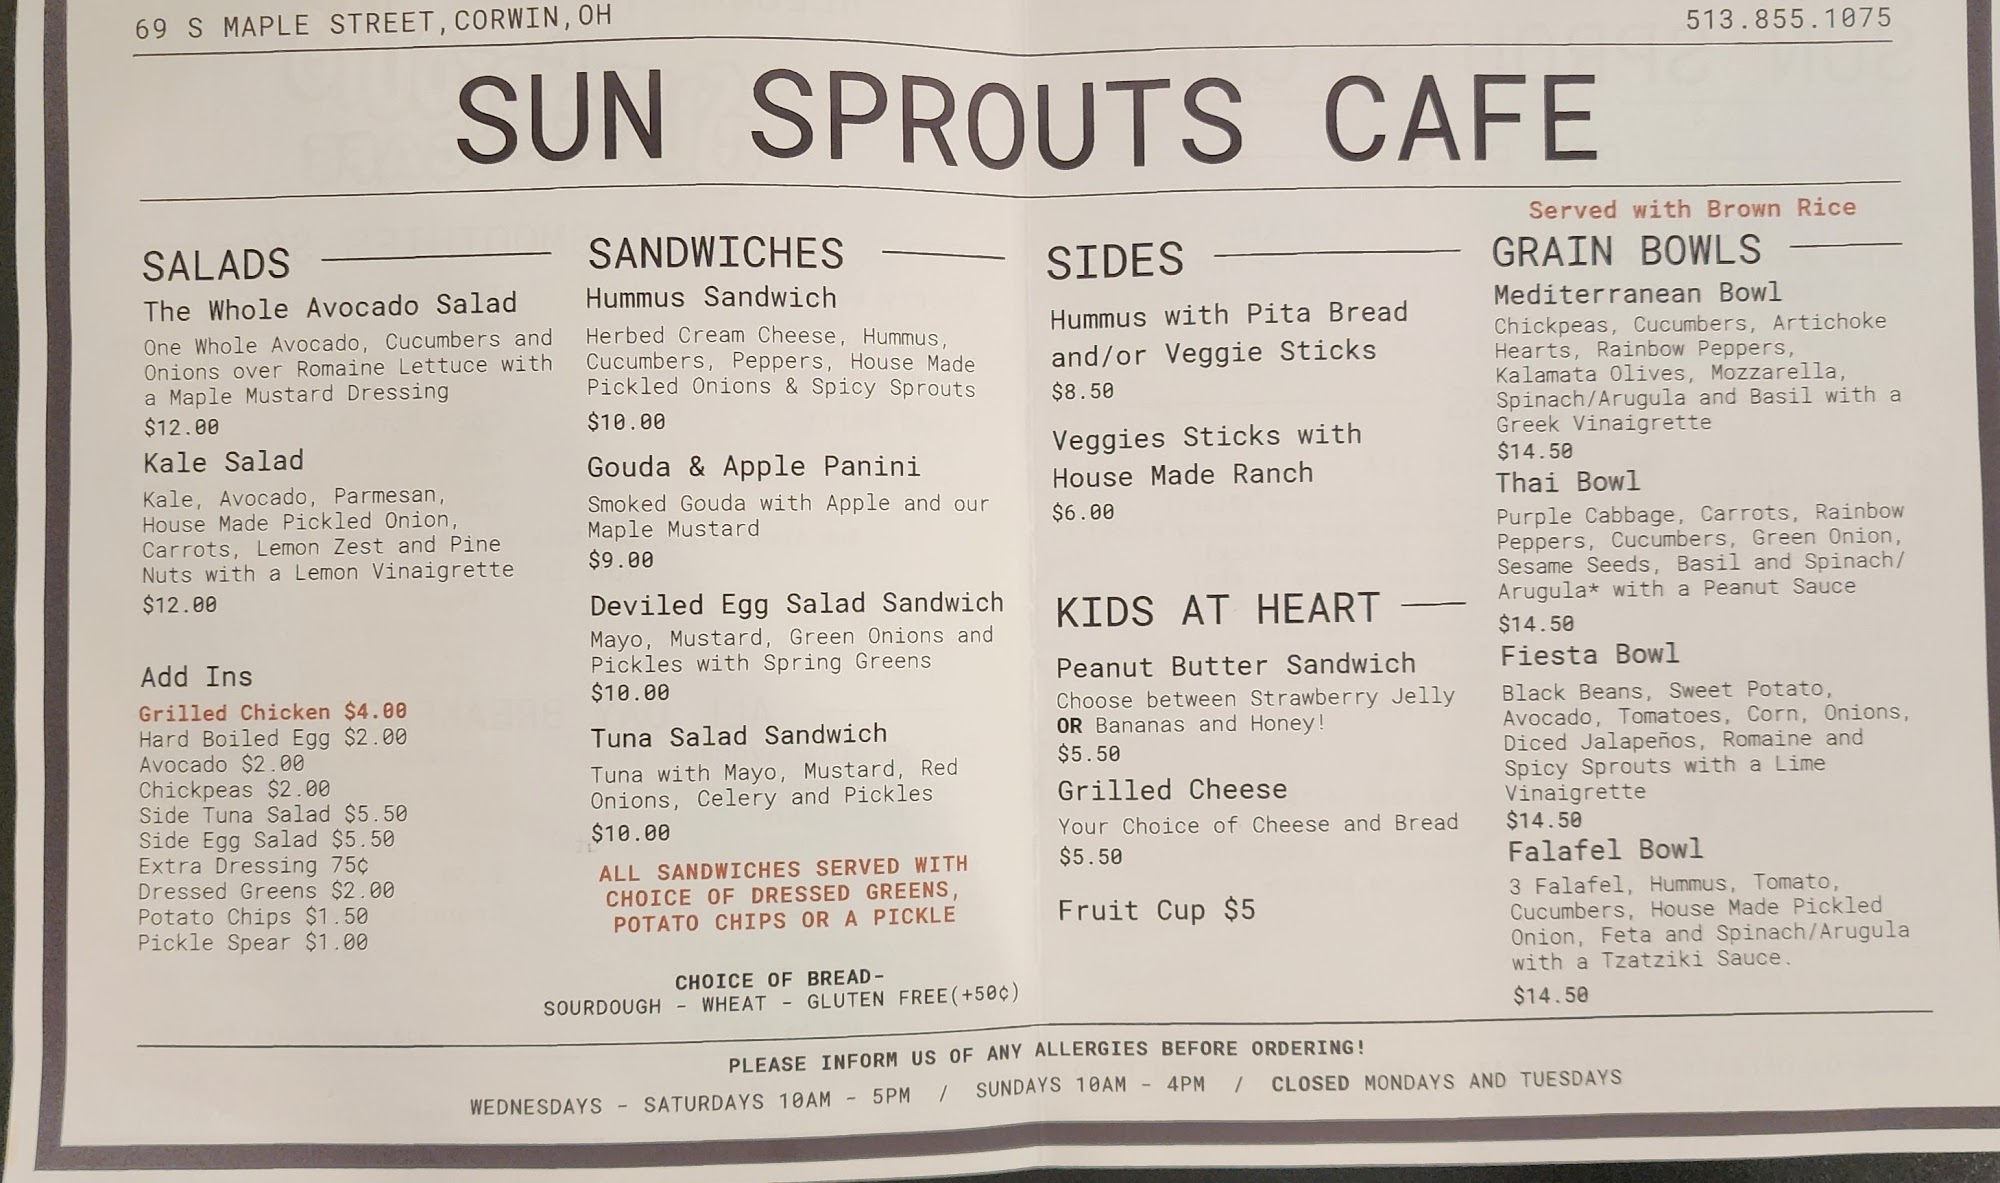 69 S MAPLE STREET, CORWIN, OH
513.855.1075
SUN SPROUTS CAFE
SALADS
The Whole Avocado Salad
One Whole Avocado, Cucumbers and
Onions over Romaine Lettuce with
a Maple Mustard Dressing
$12.00
Kale Salad
Kale, Avocado, Parmesan,
House Made Pickled Onion,
Carrots, Lemon Zest and Pine
Nuts with a Lemon Vinaigrette
$12.00
Add Ins
Grilled Chicken $4.00
Hard Boiled Egg $2.00
Avocado $2.00
Chickpeas $2.00
Side Tuna Salad $5.50
Side Egg Salad $5.50
Extra Dressing 75¢
Dressed Greens $2.00
Potato Chips $1.50
Pickle Spear $1.00
SANDWICHES
Hummus Sandwich
Herbed Cream Cheese, Hummus,
Cucumbers, Peppers, House Made
Pickled Onions & Spicy Sprouts
$10.00
Gouda & Apple Panini
Smoked Gouda with Apple and our
Maple Mustard
$9.00
Deviled Egg Salad Sandwich
Mayo, Mustard, Green Onions and
Pickles with Spring Greens
$10.00
Tuna Salad Sandwich
Tuna with Mayo, Mustard, Red
Onions, Celery and Pickles
$10.00
ALL SANDWICHES SERVED WITH
CHOICE OF DRESSED GREENS,
POTATO CHIPS OR A PICKLE
CHOICE OF BREAD-
SOURDOUGH - WHEAT - GLUTEN FREE(+50¢)
SIDES
Hummus with Pita Bread
and/or Veggie Sticks
$8.50
Veggies Sticks with
House Made Ranch
$6.00
KIDS AT HEART
Peanut Butter Sandwich
Choose between Strawberry Jelly
OR Bananas and Honey!
$5.50
Grilled Cheese
Your Choice of Cheese and Bread
$5.50
Fruit Cup $5
Served with Brown Rice
GRAIN BOWLS
Mediterranean Bowl
Chickpeas, Cucumbers, Artichoke
Hearts, Rainbow Peppers,
Kalamata Olives, Mozzarella,
Spinach/Arugula and Basil with a
Greek Vinaigrette
$14.50
Thai Bowl
Purple Cabbage, Carrots, Rainbow
Peppers, Cucumbers, Green Onion,
Sesame Seeds, Basil and Spinach/
Arugula* with a Peanut Sauce
$14.50
Fiesta Bowl
Black Beans, Sweet Potato,
Avocado, Tomatoes, Corn, Onions,
Diced Jalapeños, Romaine and
Spicy Sprouts with a Lime
Vinaigrette
$14.50
Falafel Bowl
3 Falafel, Hummus, Tomato,
Cucumbers, House Made Pickled
Onion, Feta and Spinach/Arugula
with a Tzatziki Sauce.
$14.50
PLEASE INFORM US OF ANY ALLERGIES BEFORE ORDERING!
WEDNESDAYS - SATURDAYS 10AM - 5PM / SUNDAYS 10AM - 4PM / CLOSED MONDAYS AND TUESDAYS